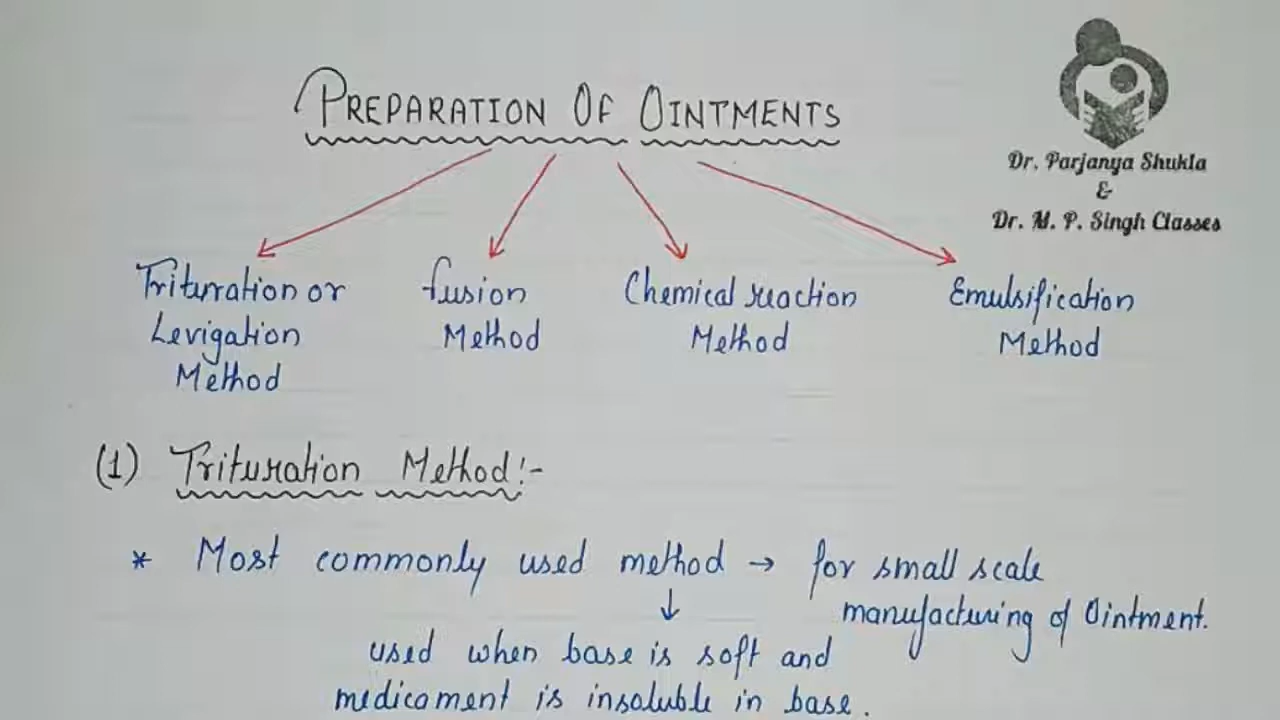 PREPARATION OF OINTMENTS
Dr. Parjanya Shukla
&
Dr. M. P. Singh Classes
Trituration or
Levigation
Method
fusion
Method
Chemical reaction
Method
Emulsification
Method
(1) Trituration Method:-
* Most commonly used method → for small scale
manufacturing of Ointment.
↓
used when base is soft and
medicament is insoluble in base.